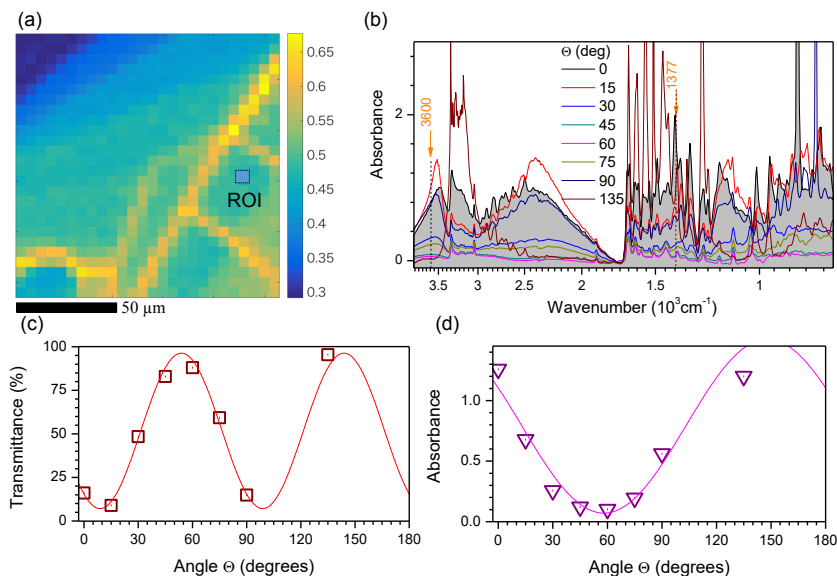 (a)
0.65
0.6
0.55
0.5
0.45
0.4
0.35
0.3
ROI
50 µm
(b)
Absorbance
2
0
3600
1377
Θ (deg)
0
15
30
45
60
75
90
135
3.5 3 2.5 2 1.5 1
Wavenumber (10³cm⁻¹)
(c)
Transmittance (%)
100
75
50
25
0
0 30 60 90 120 150 180
Angle Θ (degrees)
(d)
Absorbance
1.0
0.5
0.0
0 30 60 90 120 150 180
Angle Θ (degrees)